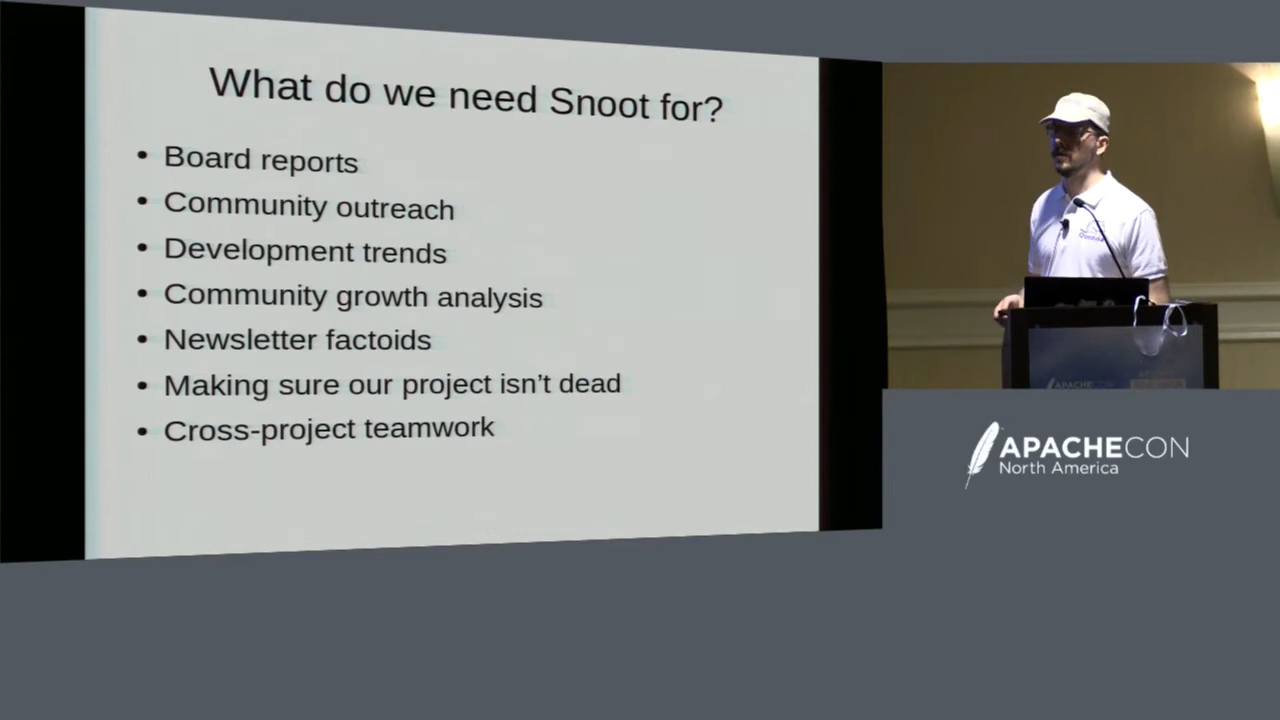 What do we need Snoot for?
• Board reports
• Community outreach
• Development trends
• Community growth analysis
• Newsletter factoids
• Making sure our project isn’t dead
• Cross-project teamwork
APACHECON
North America
APACHECON